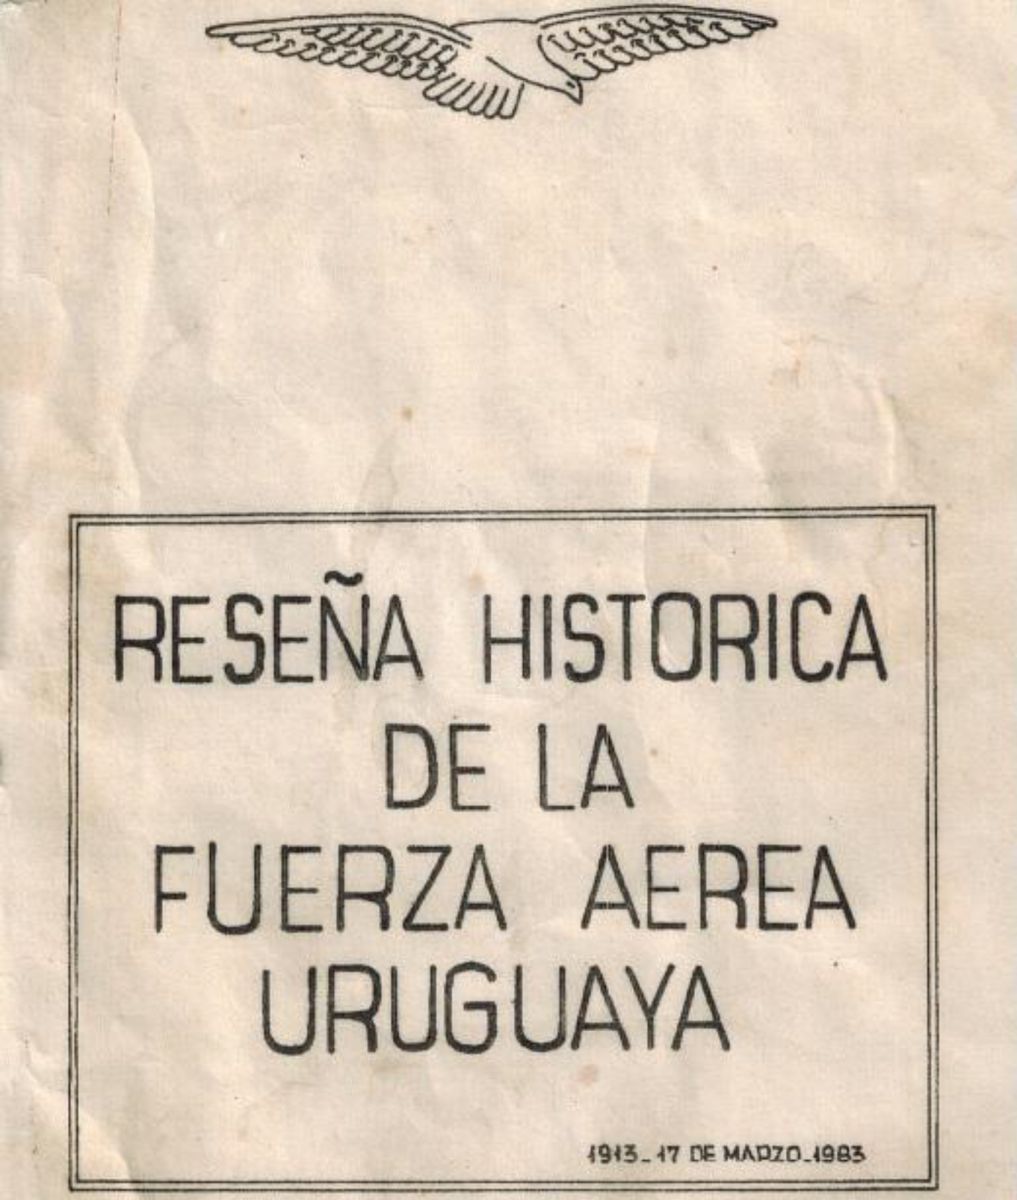 RESEÑA HISTORICA
DE LA
FUERZA AEREA
URUGUAYA
1913_17 DE MARZO_1983